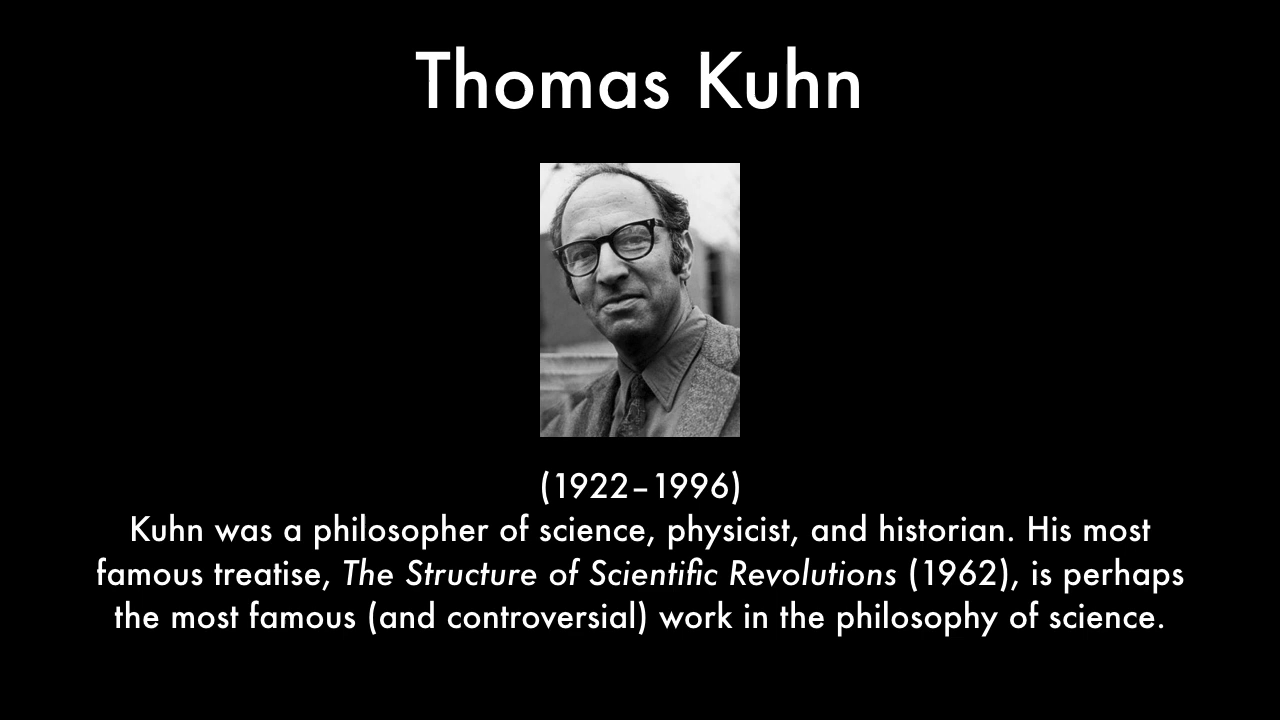 Thomas Kuhn
(1922–1996)
Kuhn was a philosopher of science, physicist, and historian. His most
famous treatise, The Structure of Scientific Revolutions (1962), is perhaps
the most famous (and controversial) work in the philosophy of science.